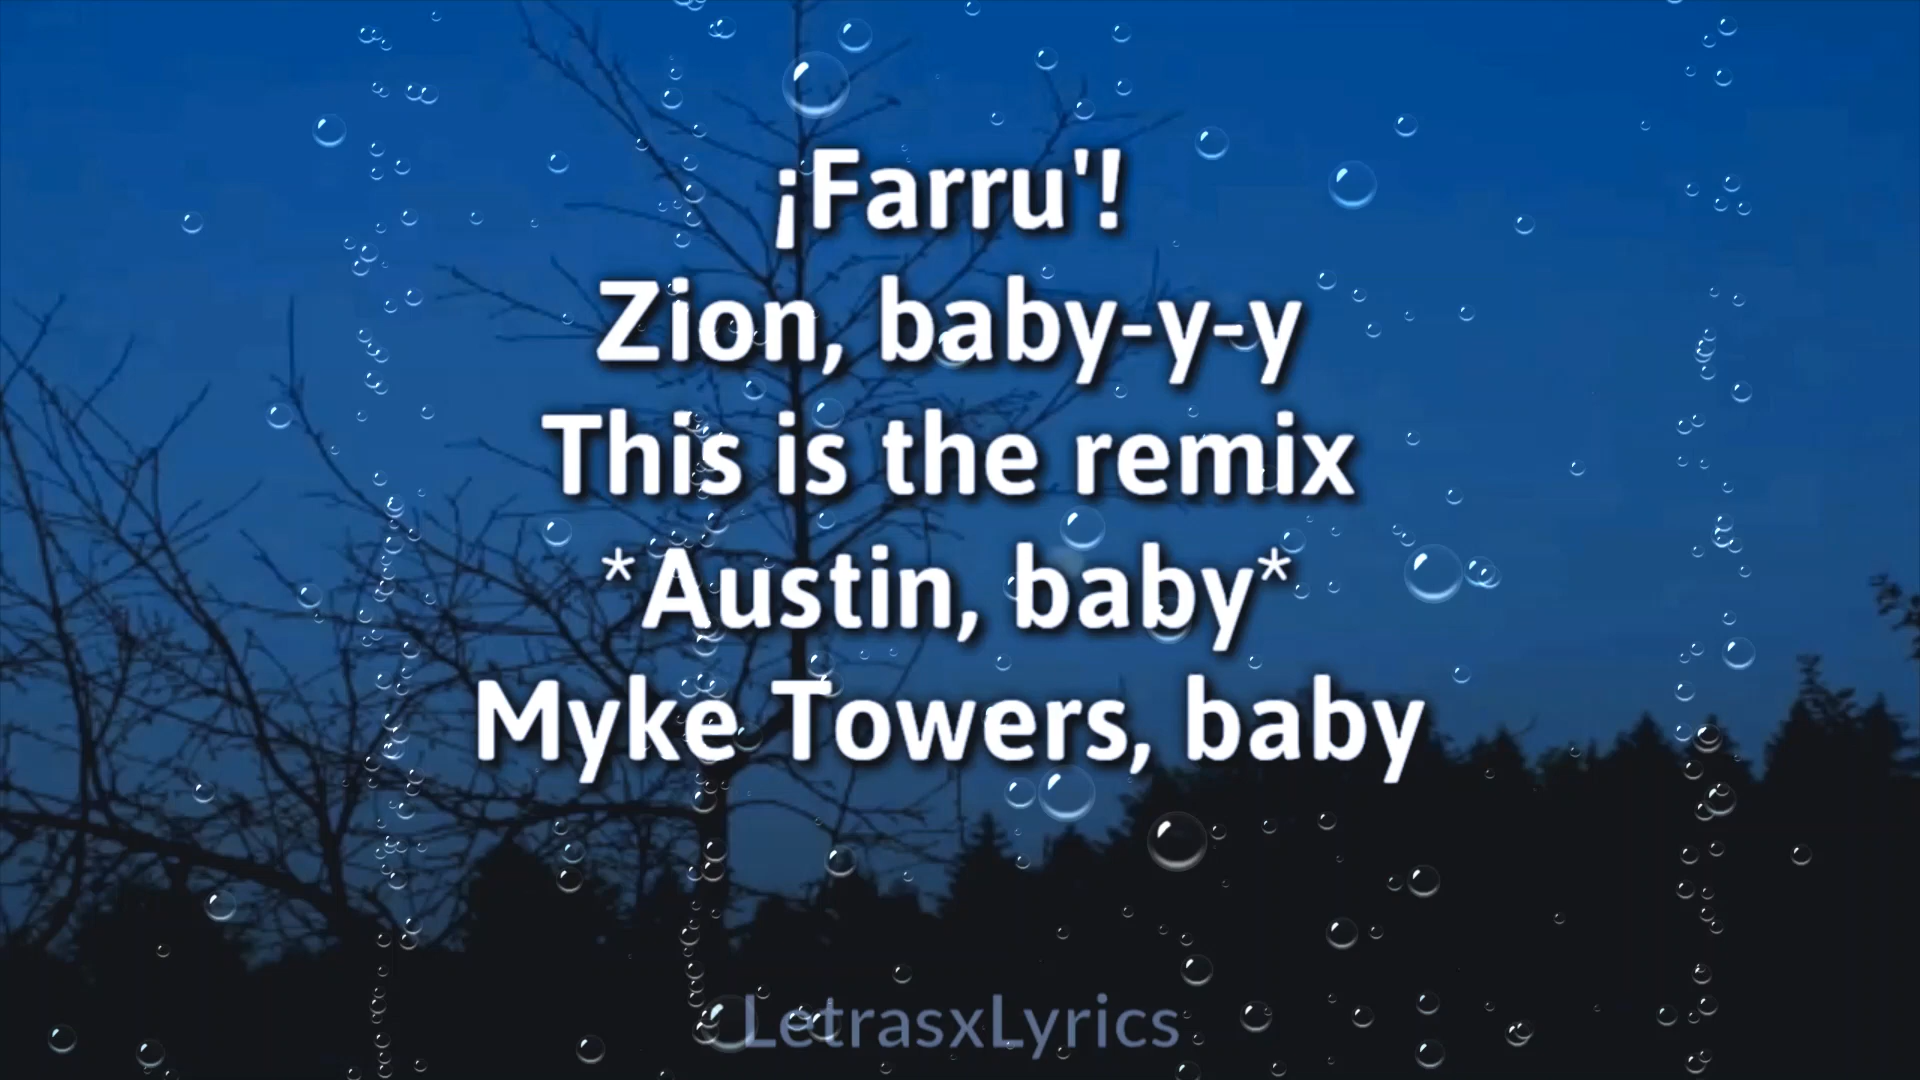 ¡Farru'!
Zion, baby-y-y
This is the remix
*Austin, baby*
Myke Towers, baby
LetrasxLyrics